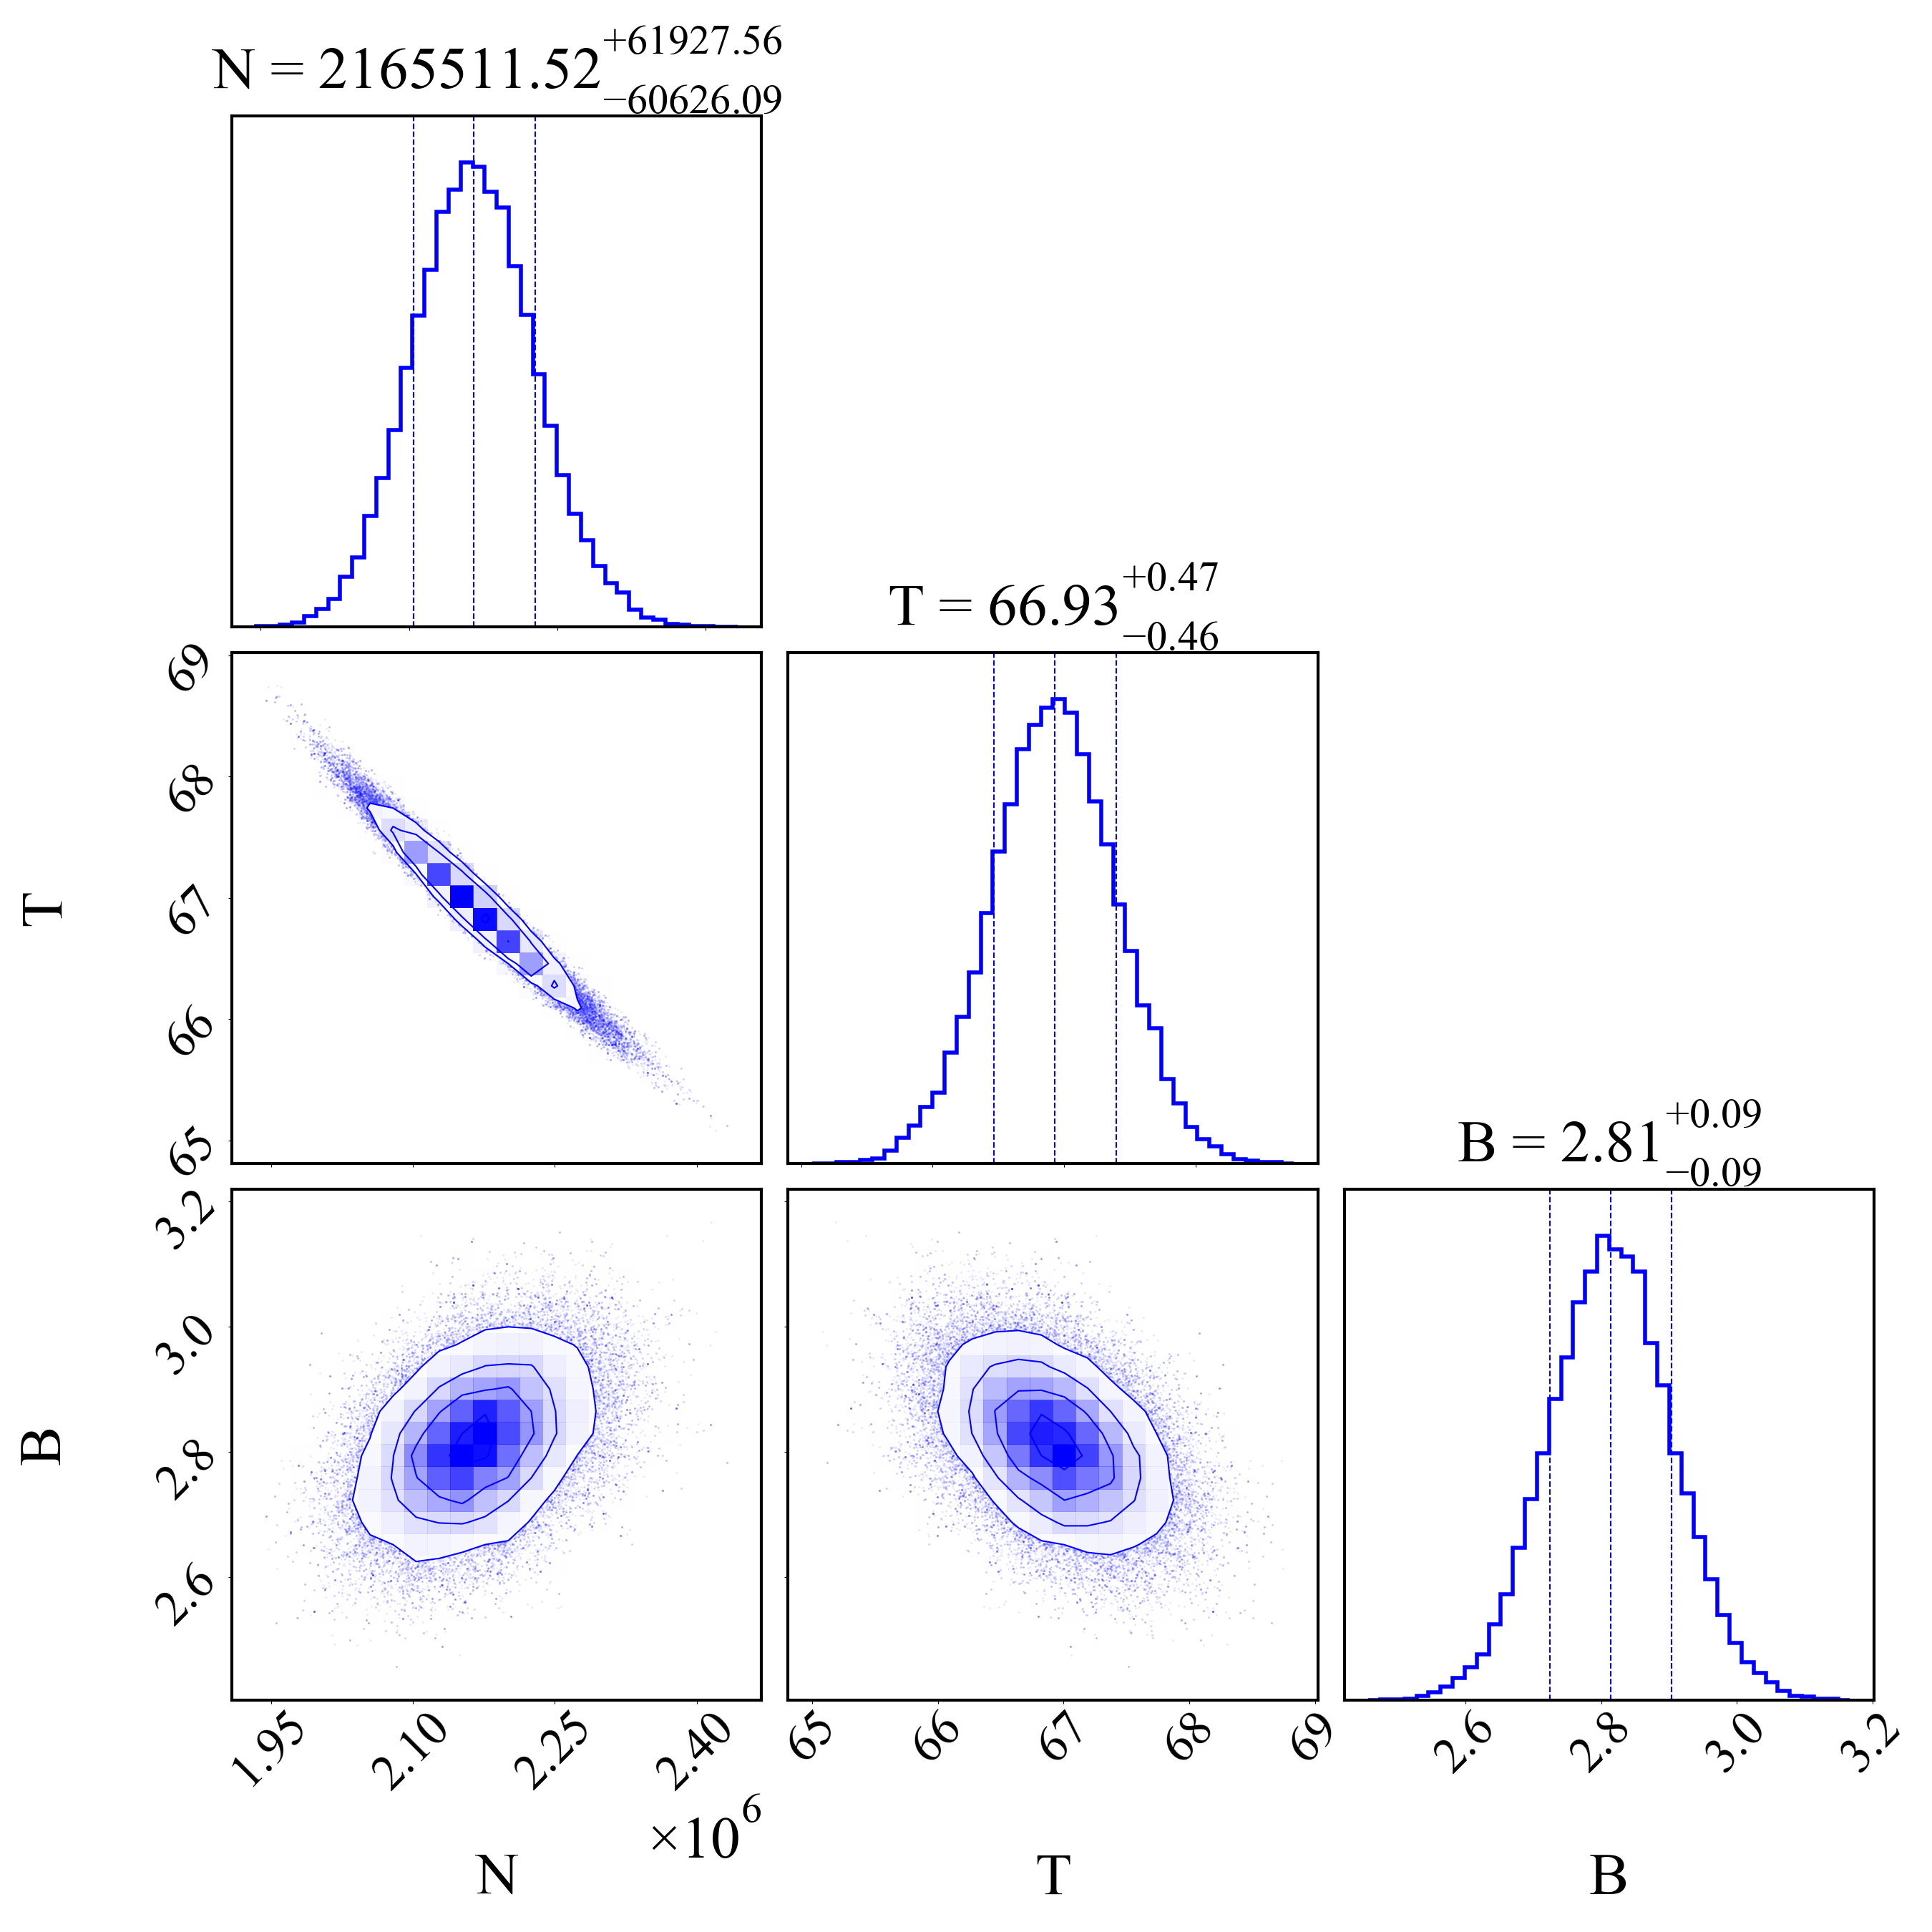 N = 2165511.52 +61927.56 −60626.09
T = 66.93 +0.47 −0.46
69
68
67
66
65
T
B = 2.81 +0.09 −0.09
3.2
3.0
2.8
2.6
B
1.95 2.10 2.25 2.40 65 66 67 68 69 2.6 2.8 3.0 3.2
×10⁶
N T B